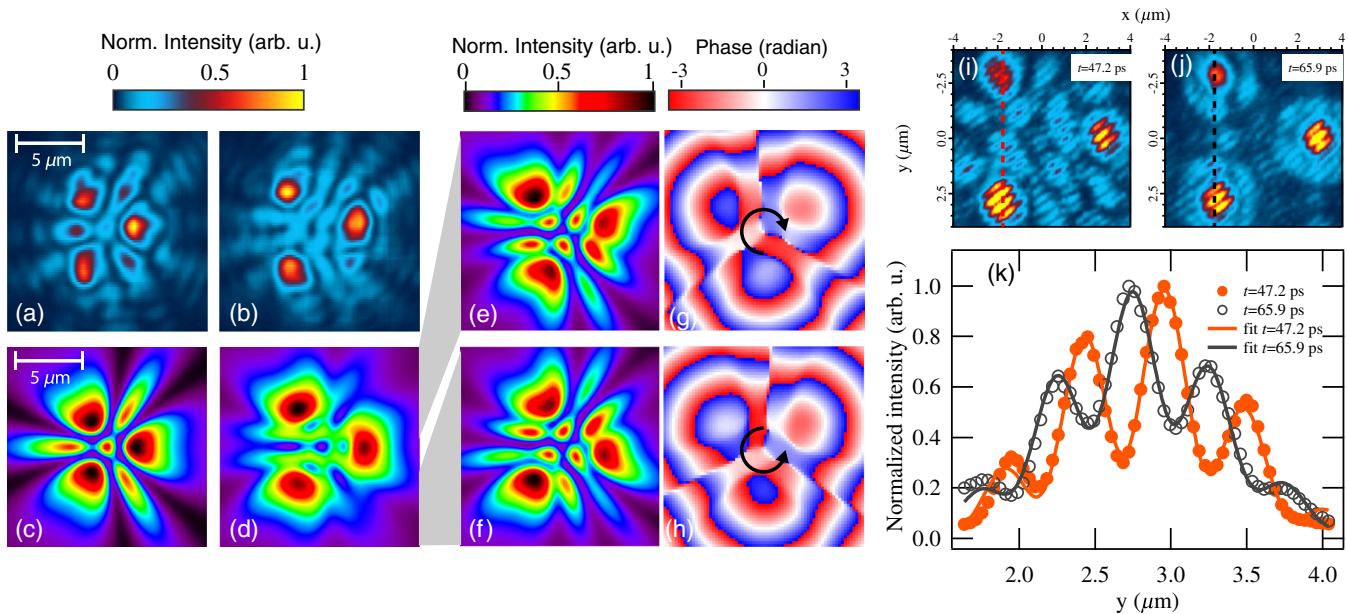 Norm. Intensity (arb. u.)
0 0.5 1
Norm. Intensity (arb. u.)
0 0.5 1
Phase (radian)
-3 0 3
5 µm
(a)
(b)
5 µm
(c)
(d)
(e)
(g)
(f)
(h)
x (µm)
-4 -2 0 2 4
-4 -2 0 2 4
y (µm)
-2.5
0.0
2.5
-2.5
0.0
2.5
(i)
t=47.2 ps
(j)
t=65.9 ps
(k)
Normalized intensity (arb. u.)
1.0
0.8
0.6
0.4
0.2
0.0
t=47.2 ps
t=65.9 ps
fit t=47.2 ps
fit t=65.9 ps
2.0 2.5 3.0 3.5 4.0
y (µm)